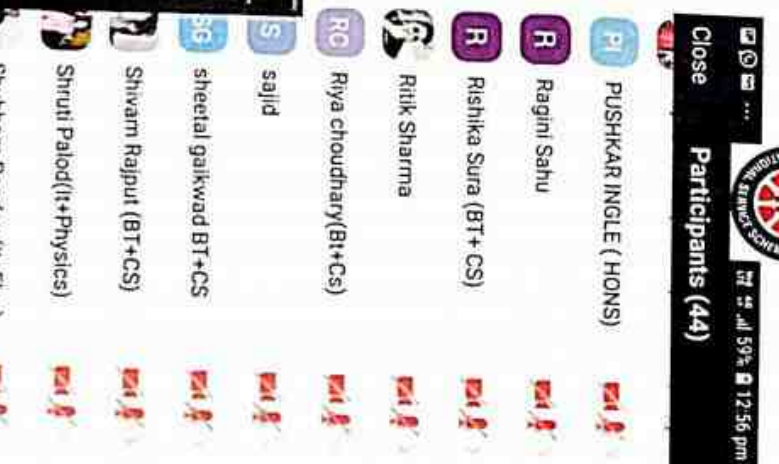 59% 12:56 pm
Close Participants (44)
PI PUSHKAR INGLE ( HONS)
R Ragini Sahu
R Rishika Sura (BT+ CS)
Ritik Sharma
RC Riya choudhary(Bt+Cs)
S sajid
SG sheetal gaikwad BT+CS
Shivam Rajput (BT+CS)
Shruti Palod(It+Physics)